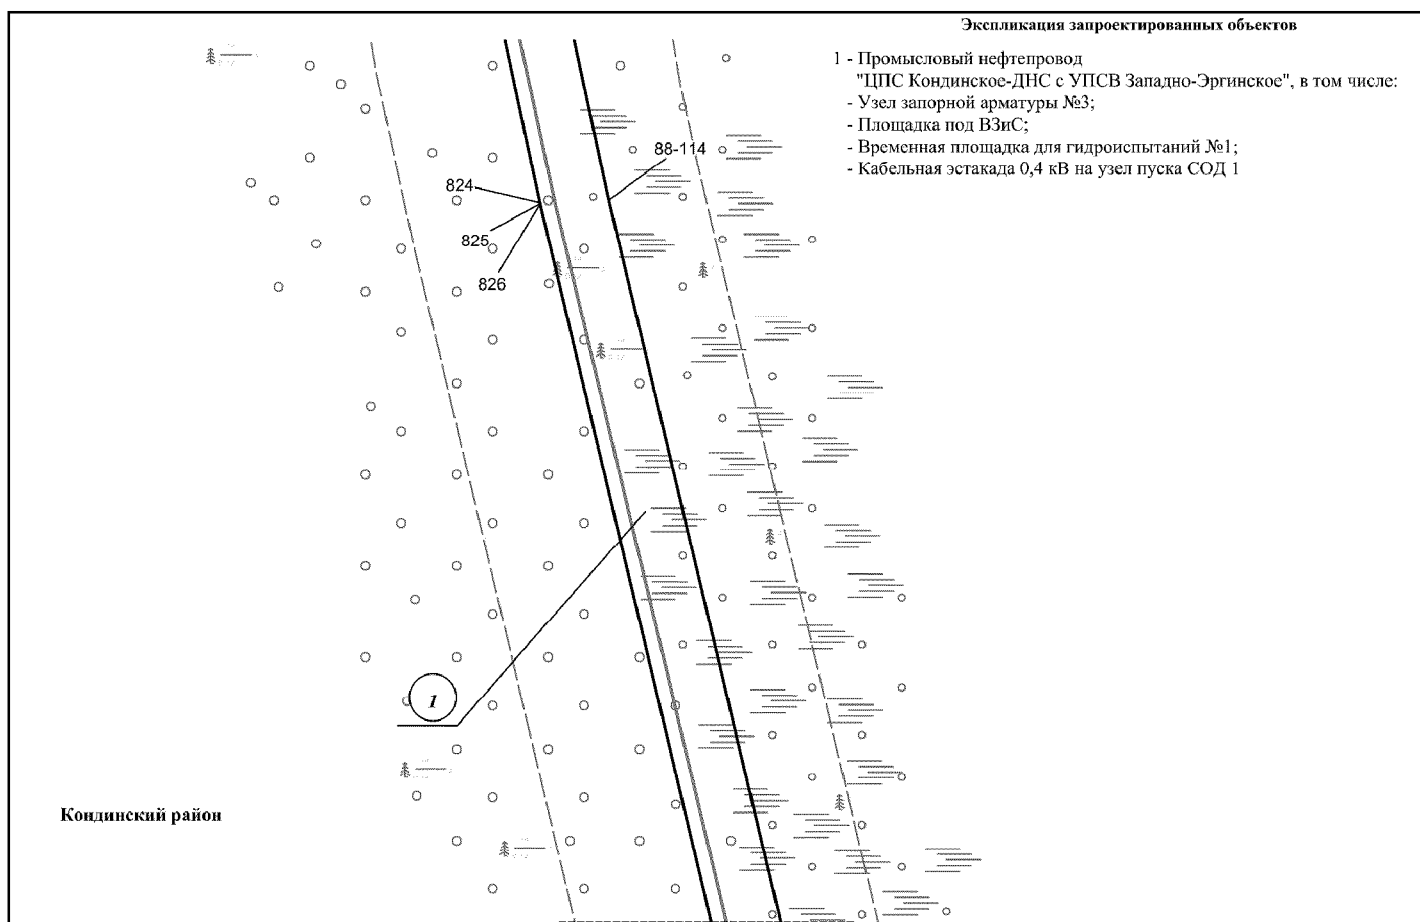 Экспликация запроектированных объектов
1 - Промысловый нефтепровод
"ЦПС Кондинское-ДНС с УПСВ Западно-Эргинское", в том числе:
- Узел запорной арматуры №3;
- Площадка под ВЗиС;
- Временная площадка для гидроиспытаний №1;
- Кабельная эстакада 0,4 кВ на узел пуска СОД 1
88-114
824
825
826
1
Кондинский район